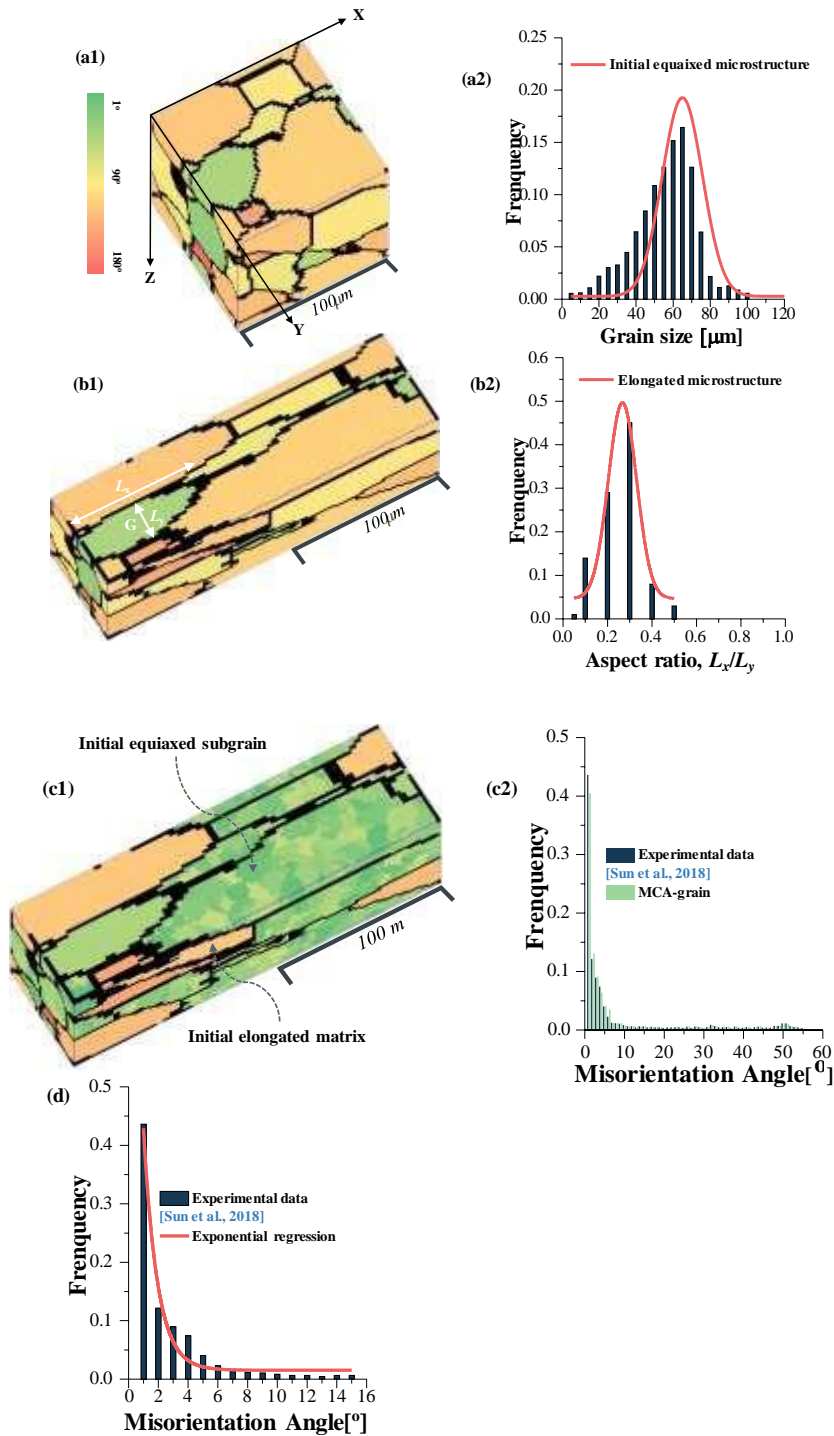 (a1)
X
Z
Y
1°
90°
180°
100μm
(a2)
0.25
0.20
0.15
0.10
0.05
0.00
Frenquency
Initial equaixed microstructure
0 20 40 60 80 100 120
Grain size [μm]
(b1)
Lx
Ly
G
100μm
(b2)
0.6
0.5
0.4
0.3
0.2
0.1
0.0
Frenquency
Elongated microstructure
0.0 0.2 0.4 0.6 0.8 1.0
Aspect ratio, Lx/Ly
(c1)
Initial equiaxed subgrain
Initial elongated matrix
100 m
(c2)
0.5
0.4
0.3
0.2
0.1
0.0
Frenquency
Experimental data
[Sun et al., 2018]
MCA-grain
0 10 20 30 40 50 60
Misorientation Angle[⁰]
(d)
0.5
0.4
0.3
0.2
0.1
0.0
Frenquency
Experimental data
[Sun et al., 2018]
Exponential regression
0 2 4 6 8 10 12 14 16
Misorientation Angle[º]